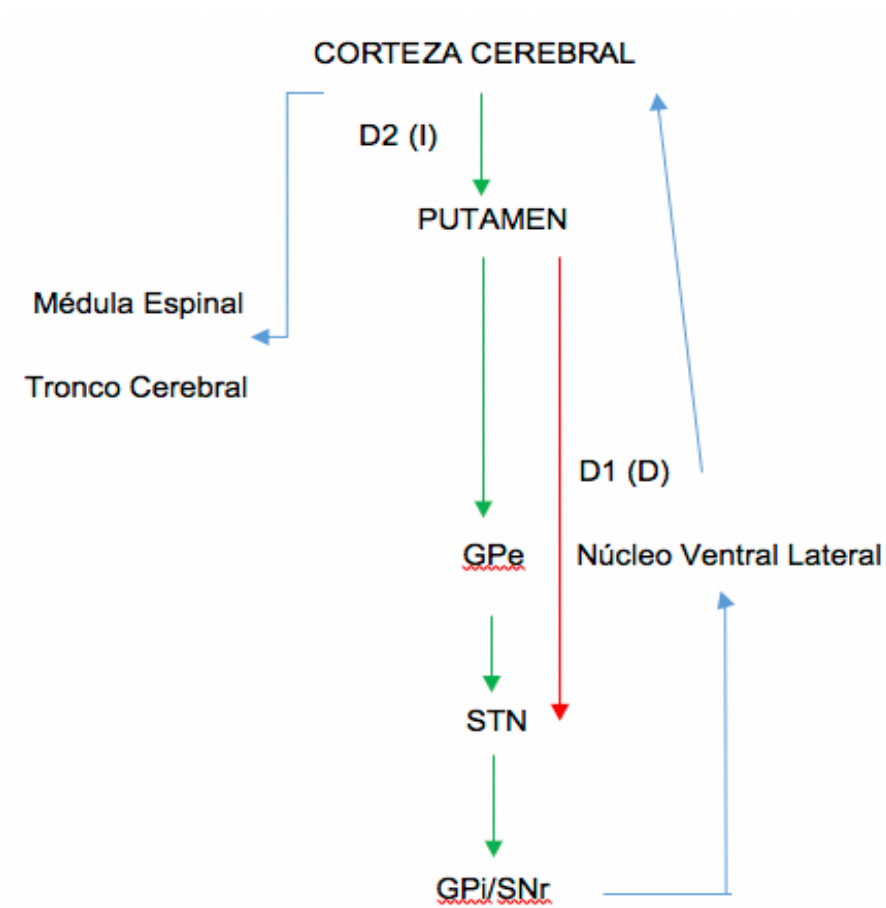 CORTEZA CEREBRAL
D2 (I)
PUTAMEN
Médula Espinal
Tronco Cerebral
D1 (D)
GPe
Núcleo Ventral Lateral
STN
GPi/SNr